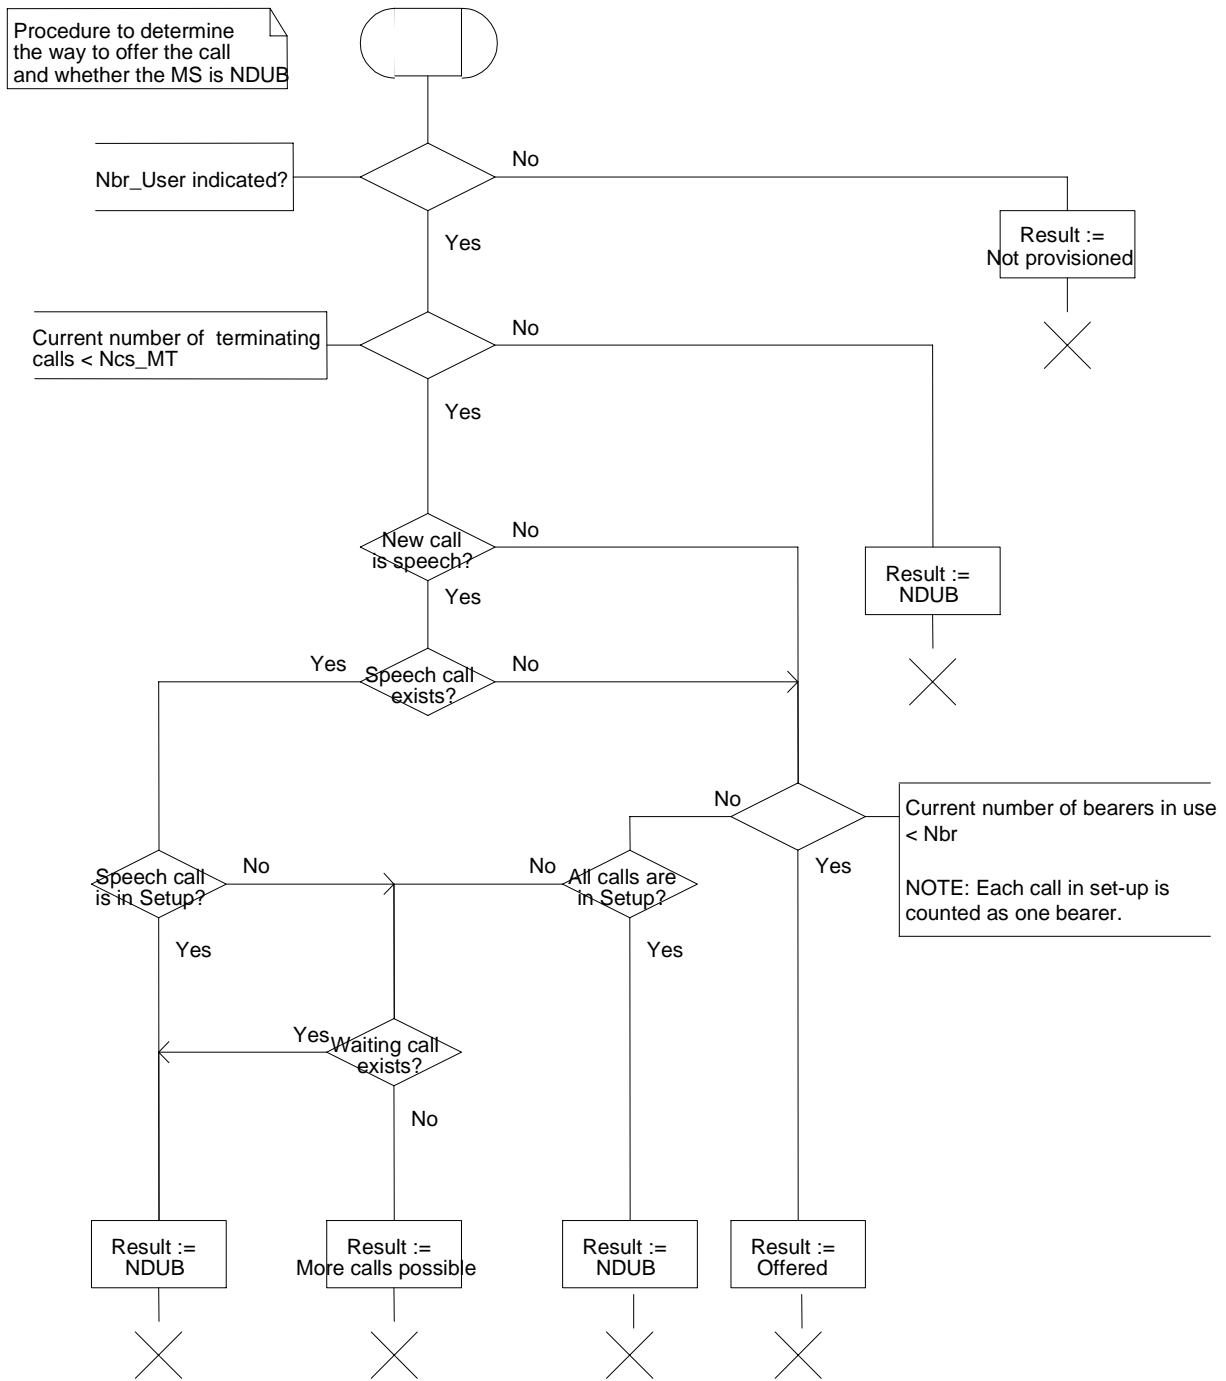 Procedure to determine
the way to offer the call
and whether the MS is NDUB
No
Nbr_User indicated?
Yes
Result :=
Not provisioned
No
Current number of  terminating
calls < Ncs_MT
Yes
No
New call
is speech?
Yes
Result :=
NDUB
Yes
No
Speech call
exists?
No
Current number of bearers in use
< Nbr
NOTE: Each call in set-up is
counted as one bearer.
Yes
No
Speech call
is in Setup?
Yes
No
All calls are
in Setup?
Yes
Yes
Waiting call
exists?
No
Result :=
NDUB
Result :=
More calls possible
Result :=
NDUB
Result :=
Offered